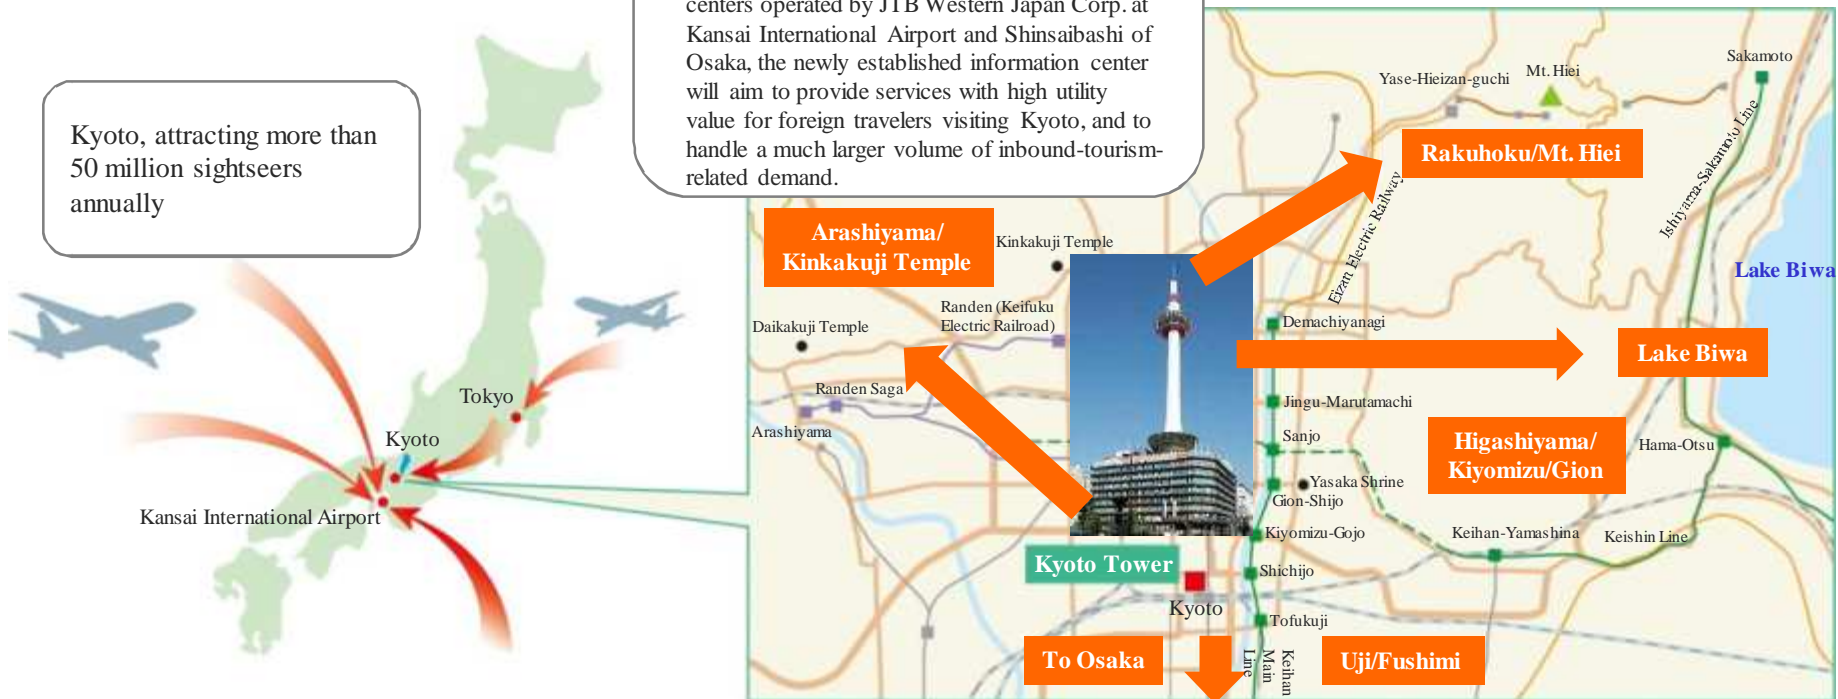 centers operated by JTB Western Japan Corp. at
Kansai International Airport and Shinsaibashi of
Osaka, the newly established information center
will aim to provide services with high utility
value for foreign travelers visiting Kyoto, and to
handle a much larger volume of inbound-tourism-
related demand.
Kyoto, attracting more than
50 million sightseers
annually
Tokyo
Kyoto
Kansai International Airport
Sakamoto
Mt. Hiei
Yase-Hieizan-guchi
Rakuhoku/Mt. Hiei
Ishiyama-Sakamoto Line
Eizan Electric Railway
Arashiyama/
Kinkakuji Temple
Kinkakuji Temple
Lake Biwa
Randen (Keifuku
Electric Railroad)
Daikakuji Temple
Demachiyanagi
Lake Biwa
Randen Saga
Arashiyama
Jingu-Marutamachi
Sanjo
Higashiyama/
Kiyomizu/Gion
Hama-Otsu
Yasaka Shrine
Gion-Shijo
Kiyomizu-Gojo
Keihan-Yamashina
Keishin Line
Kyoto Tower
Shichijo
Kyoto
Tofukuji
To Osaka
Keihan
Main
Line
Uji/Fushimi